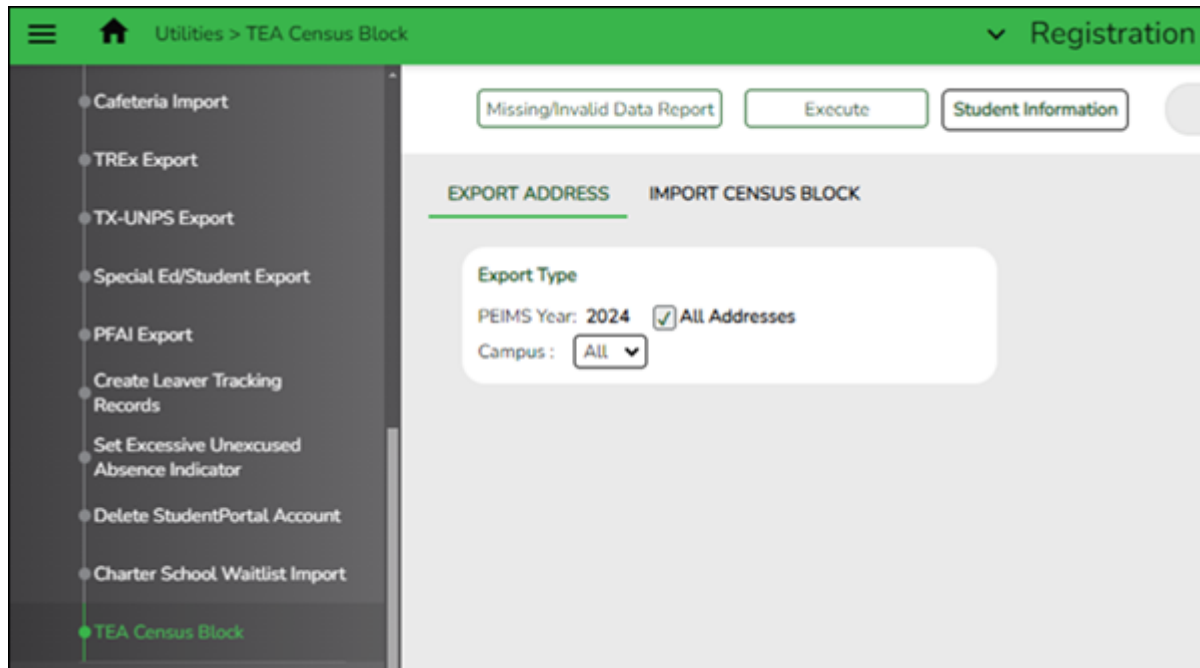 Utilities > TEA Census Block
Registration
Cafeteria Import
TREx Export
TX-UNPS Export
Special Ed/Student Export
PFAI Export
Create Leaver Tracking
Records
Set Excessive Unexcused
Absence Indicator
Delete StudentPortal Account
Charter School Waitlist Import
TEA Census Block
Missing/Invalid Data Report
Execute
Student Information
EXPORT ADDRESS
IMPORT CENSUS BLOCK
Export Type
PEIMS Year: 2024 All Addresses
Campus : All